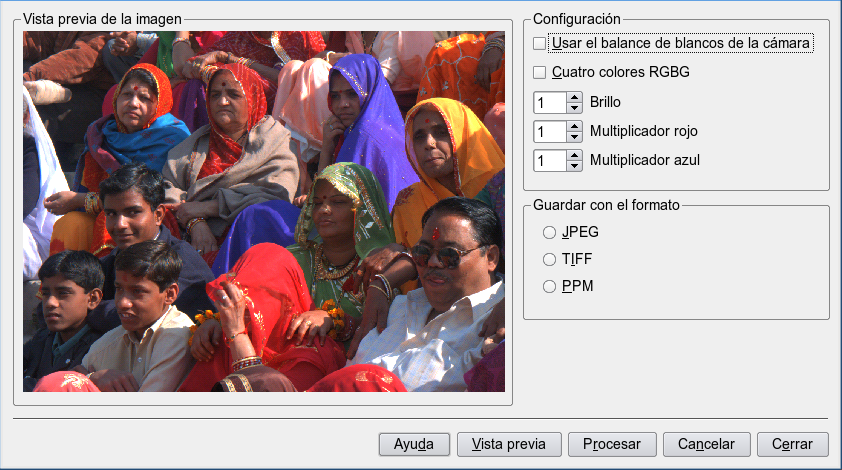 Vista previa de la imagen
Configuración
Usar el balance de blancos de la cámara
Cuatro colores RGBG
1 Brillo
1 Multiplicador rojo
1 Multiplicador azul
Guardar con el formato
JPEG
TIFF
PPM
Ayuda Vista previa Procesar Cancelar Cerrar